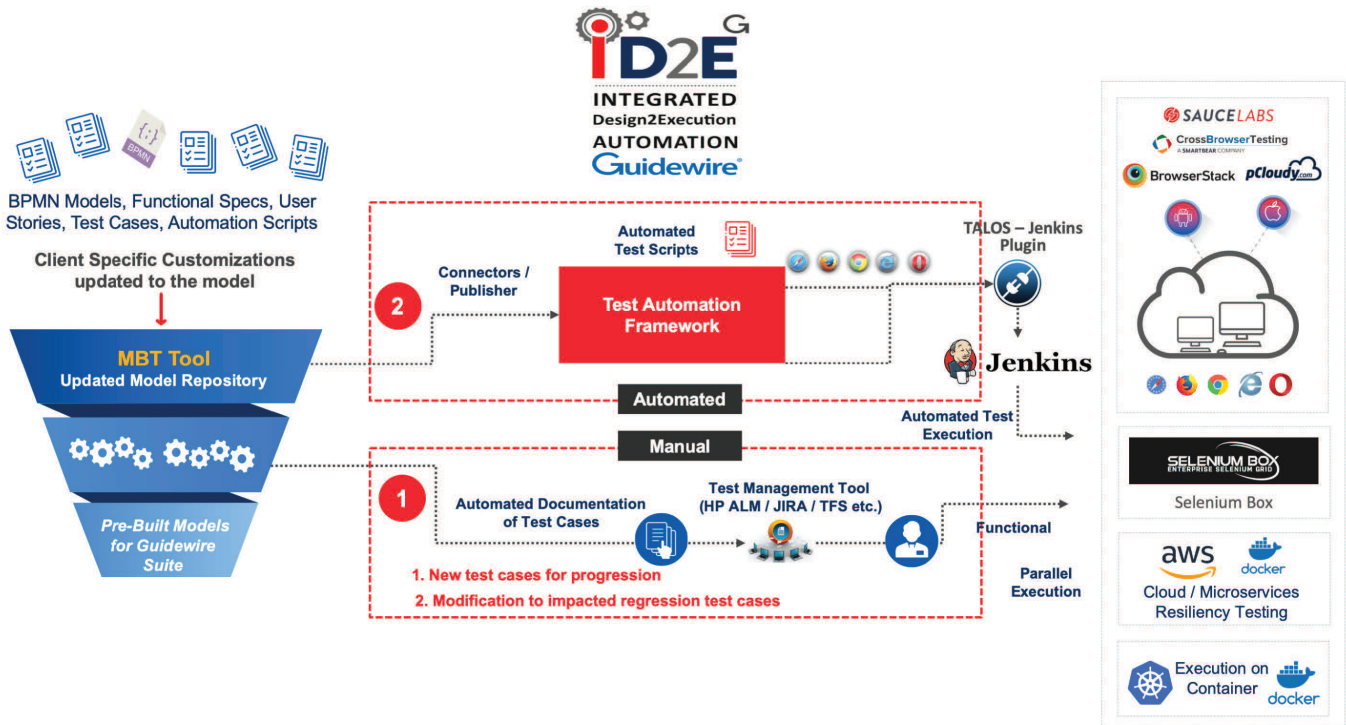 iD2E G
INTEGRATED
Design2Execution
AUTOMATION
Guidewire®
{;}
BPMN
BPMN Models, Functional Specs, User
Stories, Test Cases, Automation Scripts
Client Specific Customizations
updated to the model
MBT Tool
Updated Model Repository
Pre-Built Models
for Guidewire
Suite
2
Connectors /
Publisher
Automated
Test Scripts
Test Automation
Framework
Automated
TALOS – Jenkins
Plugin
Jenkins
Automated Test
Execution
Manual
1
Automated Documentation
of Test Cases
Test Management Tool
(HP ALM / JIRA / TFS etc.)
Functional
1. New test cases for progression
2. Modification to impacted regression test cases
Parallel
Execution
SAUCELABS
CrossBrowserTesting
A SMARTBEAR COMPANY
BrowserStack
pCloudy.com
SELENIUM BOX
ENTERPRISE SELENIUM GRID
Selenium Box
aws
docker
Cloud / Microservices
Resiliency Testing
Execution on
Container
docker